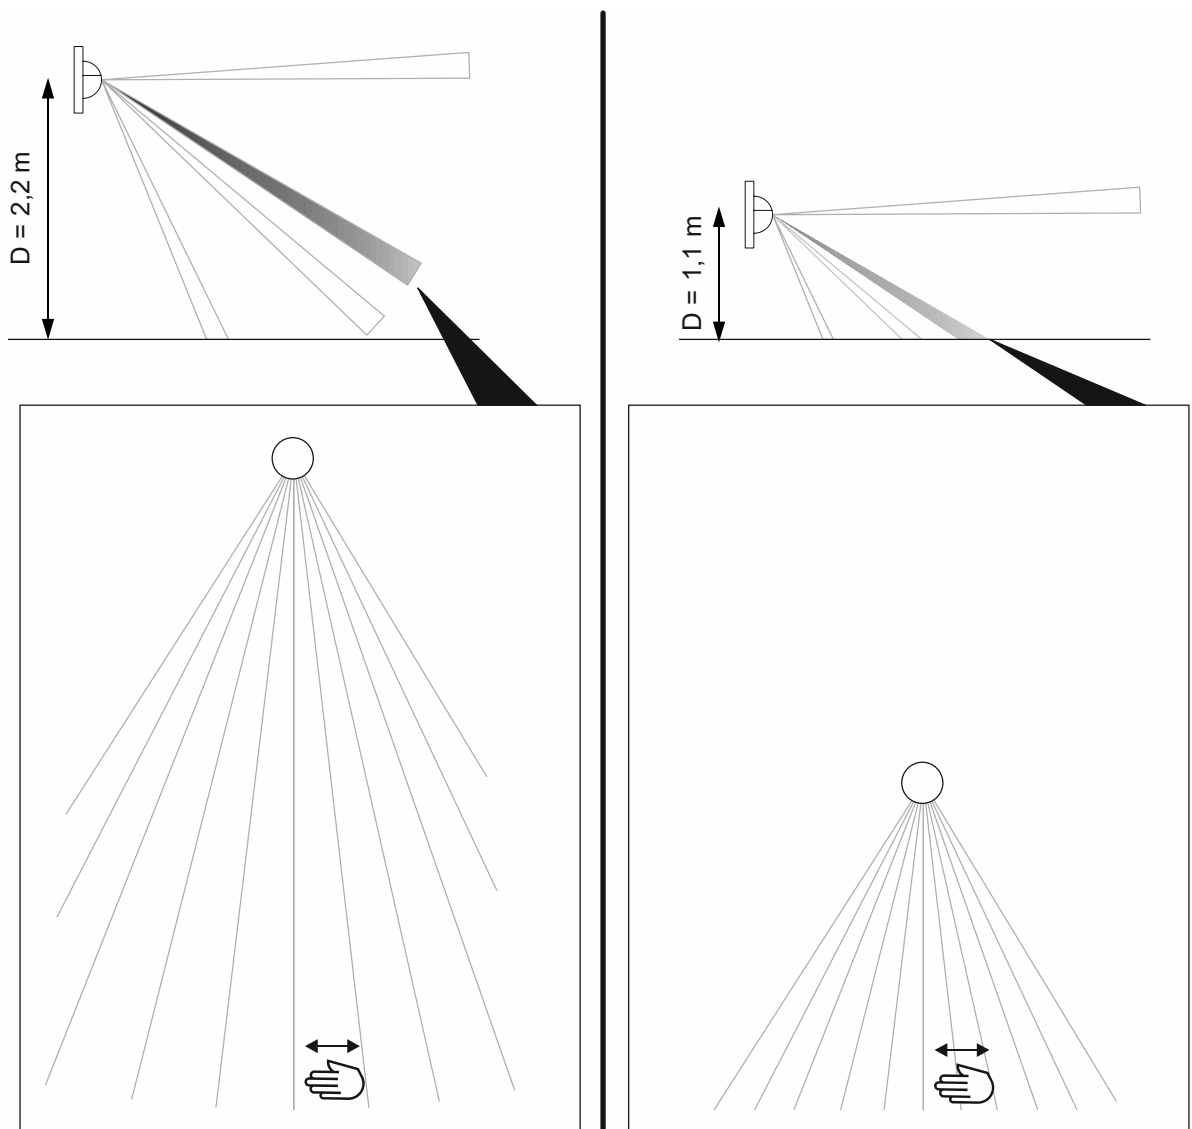 D = 2,2 m
D = 1,1 m